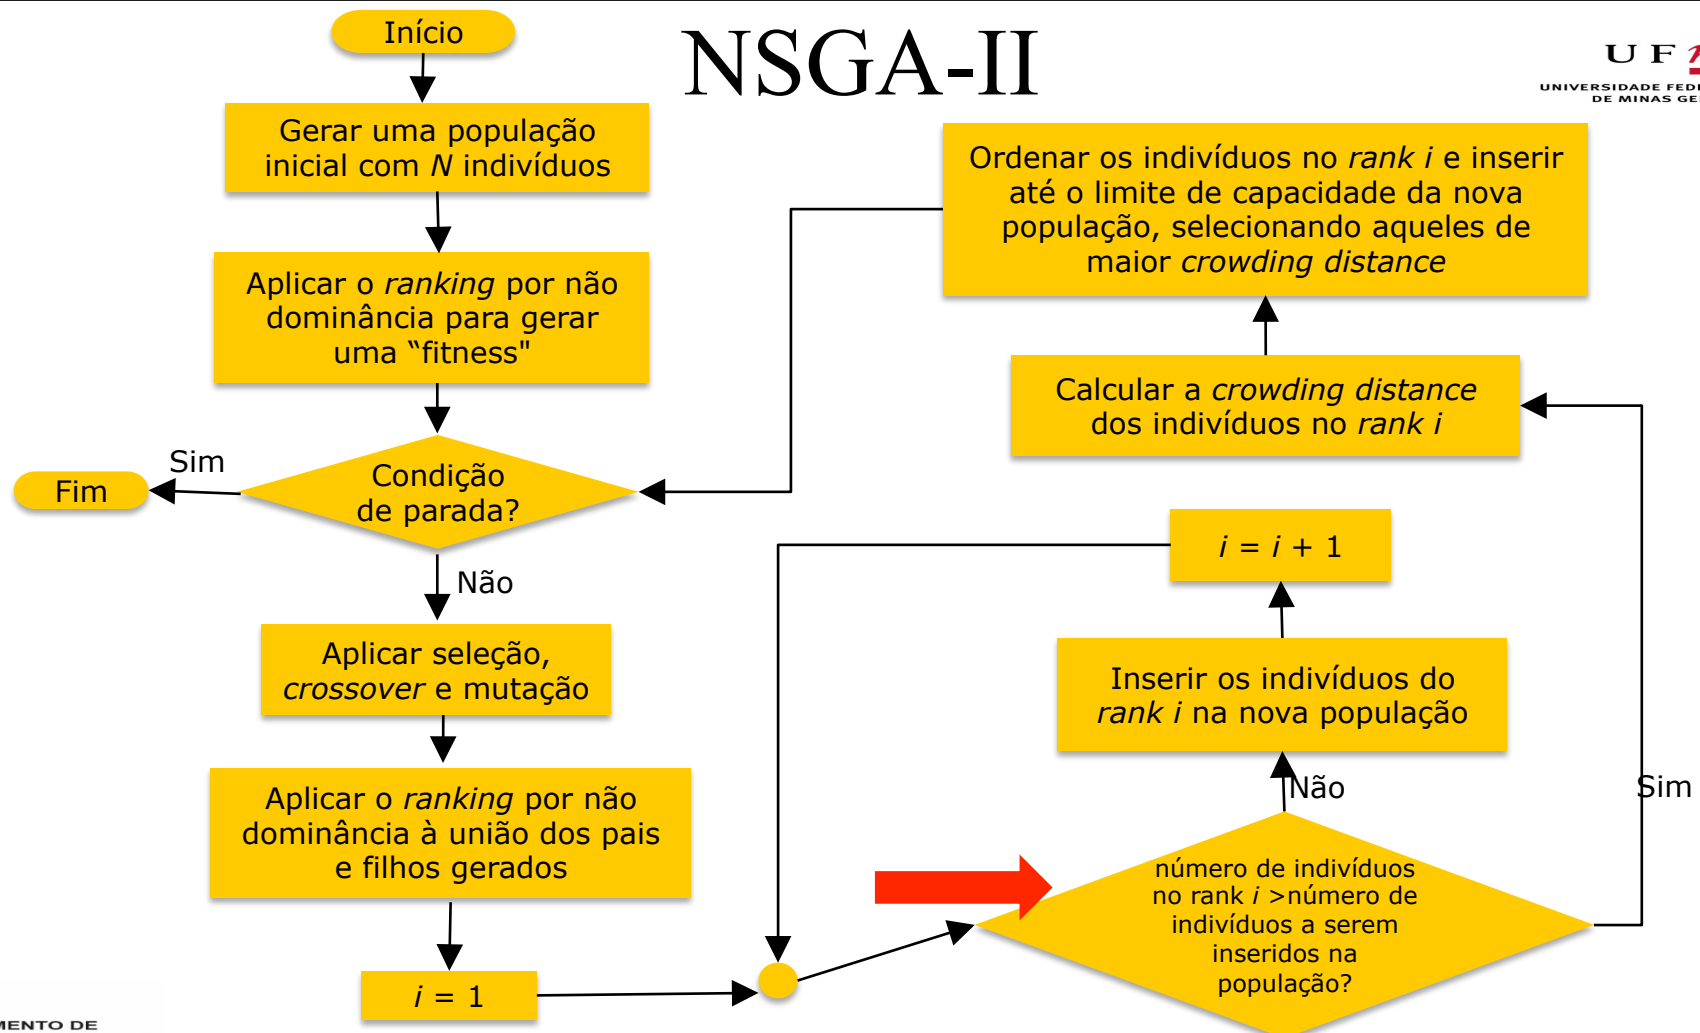 NSGA-II
U F
UNIVERSIDADE FED
DE MINAS GE
Início
Gerar uma população
inicial com N indivíduos
Aplicar o ranking por não
dominância para gerar
uma “fitness"
Condição
de parada?
Sim
Fim
Não
Aplicar seleção,
crossover e mutação
Aplicar o ranking por não
dominância à união dos pais
e filhos gerados
i = 1
número de indivíduos
no rank i >número de
indivíduos a serem
inseridos na
população?
Não
Inserir os indivíduos do
rank i na nova população
i = i + 1
Sim
Calcular a crowding distance
dos indivíduos no rank i
Ordenar os indivíduos no rank i e inserir
até o limite de capacidade da nova
população, selecionando aqueles de
maior crowding distance
MENTO DE